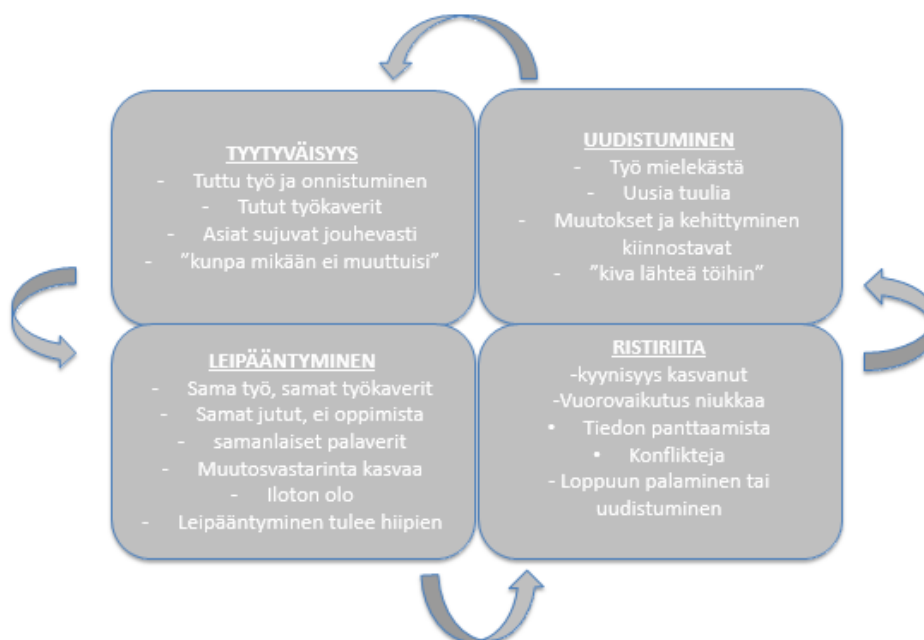 TYYTYVÄISYYS
- Tuttu työ ja onnistuminen
- Tutut työkaverit
- Asiat sujuvat jouhevasti
- ”kunpa mikään ei muuttuisi”
UUDISTUMINEN
- Työ mielekästä
- Uusia tuulia
- Muutokset ja kehittyminen
kiinnostavat
- ”kiva lähteä töihin”
LEIPÄÄNTYMINEN
- Sama työ, samat työkaverit
- Samat jutut, ei oppimista
- samanlaiset palaverit
- Muutosvastarinta kasvaa
- Iloton olo
- Leipääntyminen tulee hiipien
RISTIRIITA
-kyynisyys kasvanut
-Vuorovaikutus niukkaa
• Tiedon panttaamista
• Konflikteja
- Loppuun palaminen tai
uudistuminen